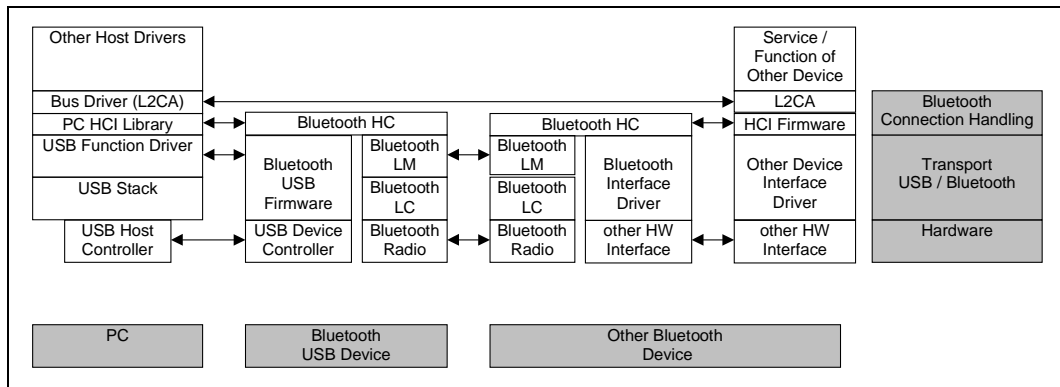 Other Host Drivers
Bus Driver (L2CA)
PC HCI Library
USB Function Driver
USB Stack
USB Host
Controller
Bluetooth HC
Bluetooth
USB
Firmware
USB Device
Controller
Bluetooth
LM
Bluetooth
LC
Bluetooth
Radio
Bluetooth HC
Bluetooth
LM
Bluetooth
LC
Bluetooth
Radio
Bluetooth
Interface
Driver
other HW
Interface
Service /
Function of
Other Device
L2CA
HCI Firmware
Other Device
Interface
Driver
other HW
Interface
Bluetooth
Connection Handling
Transport
USB / Bluetooth
Hardware
PC
Bluetooth
USB Device
Other Bluetooth
Device